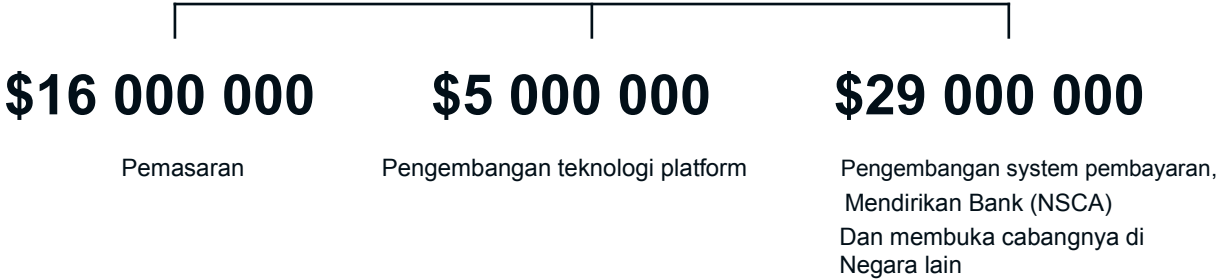 $16 000 000
Pemasaran
$5 000 000
Pengembangan teknologi platform
$29 000 000
Pengembangan system pembayaran,
Mendirikan Bank (NSCA)
Dan membuka cabangnya di
Negara lain